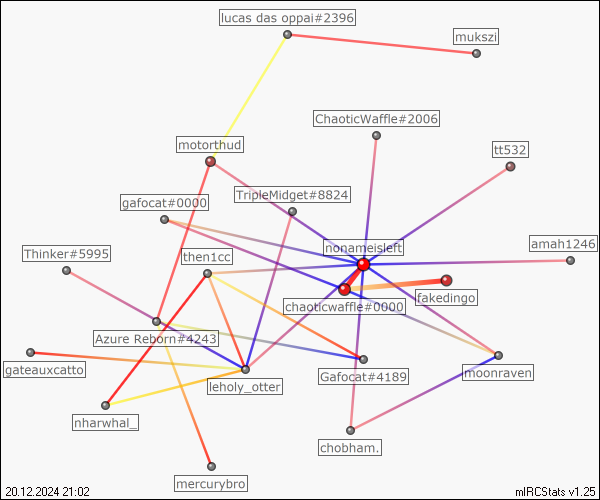 lucas das oppai#2396
mukszi
ChaoticWaffle#2006
motorthud
tt532
TripleMidget#8824
gafocat#0000
nonameisleft
amah1246
Thinker#5995
then1cc
chaoticwaffle#0000
fakedingo
Azure Reborn#4243
gateauxcatto
Gafocat#4189
moonraven
leholy_otter
nharwhal_
chobham.
mercurybro
20.12.2024 21:02
mIRCStats v1.25